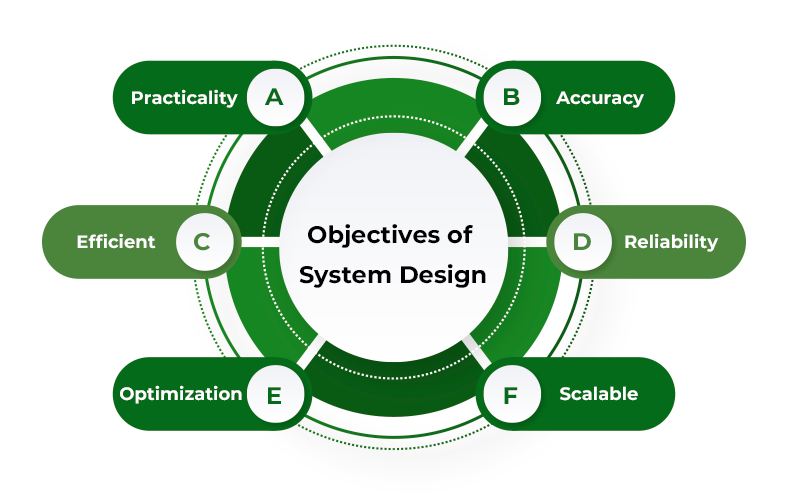 Practicality A
B Accuracy
Efficient C
Objectives of
System Design
D Reliability
Optimization E
F Scalable